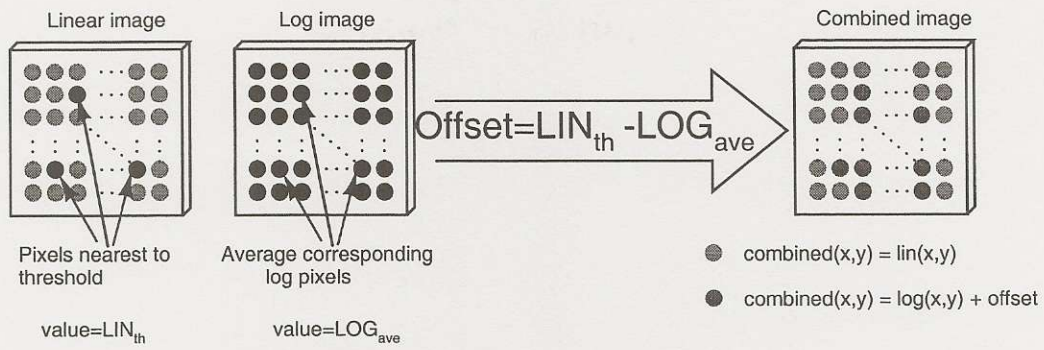 Linear image
Log image
Combined image
Offset=LIN_th -LOG_ave
Pixels nearest to
threshold
value=LIN_th
Average corresponding
log pixels
value=LOG_ave
combined(x,y) = lin(x,y)
combined(x,y) = log(x,y) + offset